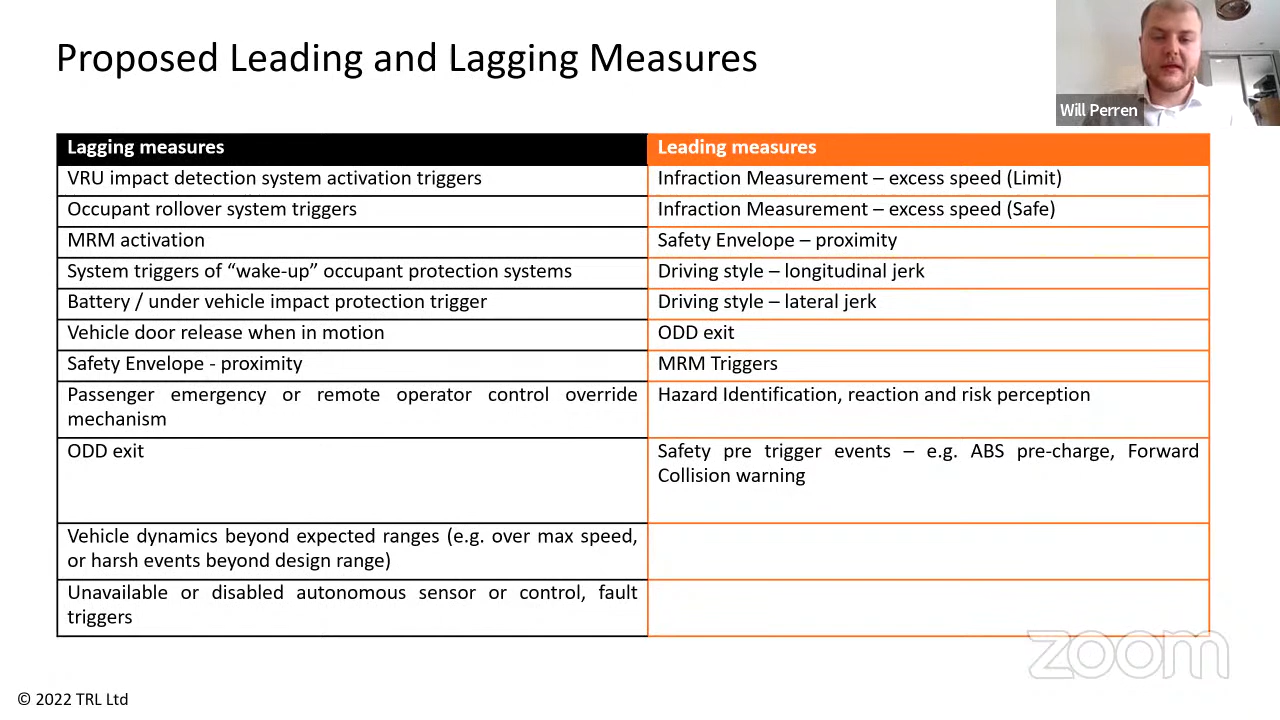 Proposed Leading and Lagging Measures
Will Perren
Lagging measures
Leading measures
VRU impact detection system activation triggers
Infraction Measurement – excess speed (Limit)
Occupant rollover system triggers
Infraction Measurement – excess speed (Safe)
MRM activation
Safety Envelope – proximity
System triggers of “wake-up” occupant protection systems
Driving style – longitudinal jerk
Battery / under vehicle impact protection trigger
Driving style – lateral jerk
Vehicle door release when in motion
ODD exit
Safety Envelope - proximity
MRM Triggers
Passenger emergency or remote operator control override
mechanism
Hazard Identification, reaction and risk perception
ODD exit
Safety pre trigger events – e.g. ABS pre-charge, Forward
Collision warning
Vehicle dynamics beyond expected ranges (e.g. over max speed,
or harsh events beyond design range)
Unavailable or disabled autonomous sensor or control, fault
triggers
zoom
© 2022 TRL Ltd